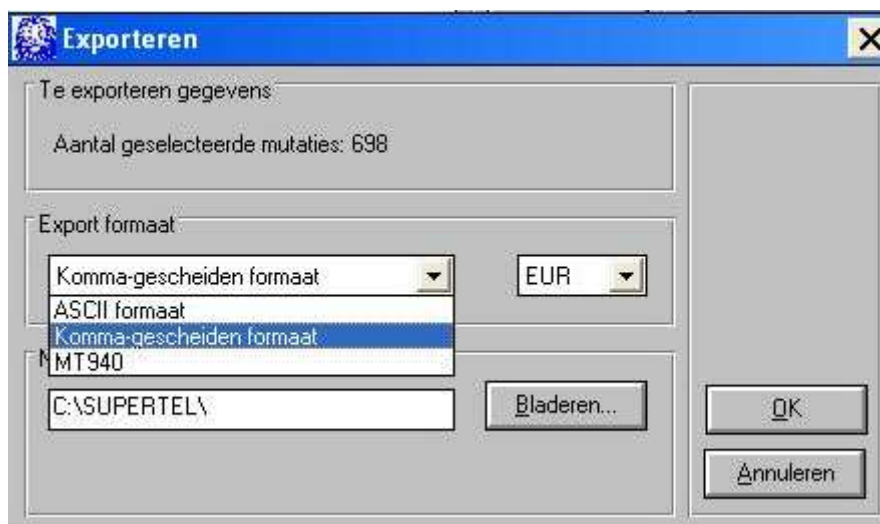 Exporteren
Te exporteren gegevens
Aantal geselecteerde mutaties: 698
Export formaat
Komma-gescheiden formaat
EUR
ASCII formaat
Komma-gescheiden formaat
MT940
C:\SUPERTEL\
Bladeren...
OK
Annuleren